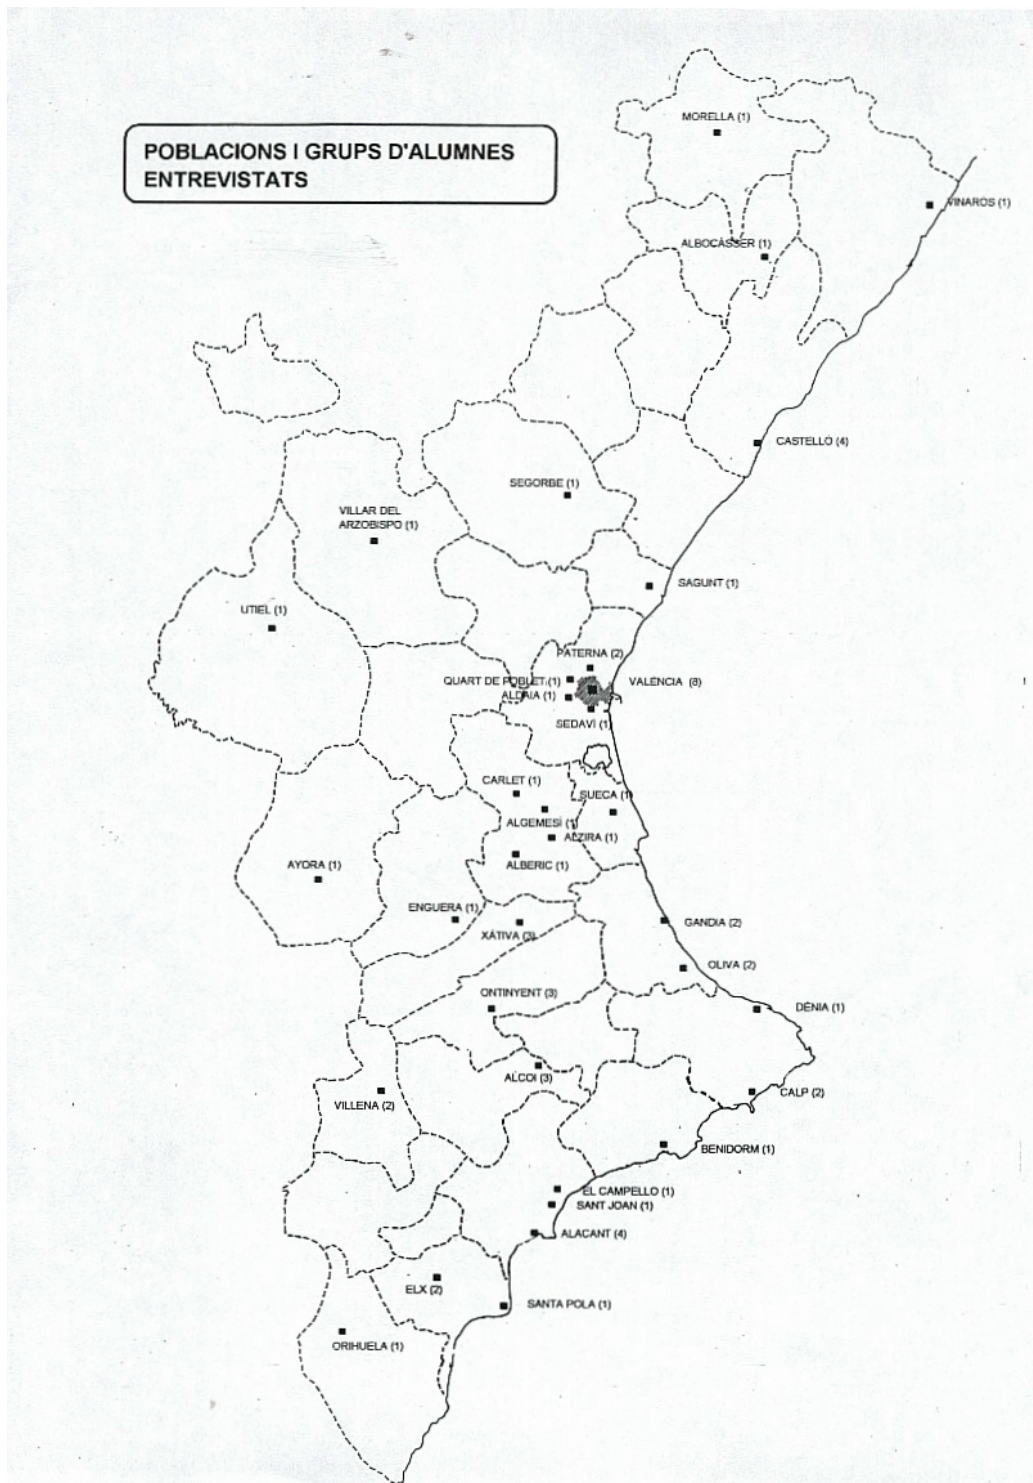 POBLACIONS I GRUPS D'ALUMNES
ENTREVISTATS
MORELLA (1)
VINARÓS (1)
ALBOCÀSSER (1)
CASTELLÓ (4)
SEGORBE (1)
VILLAR DEL
ARZOBISPO (1)
SAGUNT (1)
UTIEL (1)
PATERNA (2)
QUART DE POBLET (1)
VALÈNCIA (8)
ALDAIA (1)
SEDAVÍ (1)
CARLET (1)
SUECA (1)
ALGEMESÍ (1)
ALZIRA (1)
AYORA (1)
ALBERIC (1)
ENGUERA (1)
GANDIA (2)
XÀTIVA (3)
OLIVA (2)
ONTINYENT (3)
DÉNIA (1)
ALCOI (3)
CALP (2)
VILLENA (2)
BENIDORM (1)
EL CAMPELLO (1)
SANT JOAN (1)
ALACANT (4)
ELX (2)
SANTA POLA (1)
ORIHUELA (1)